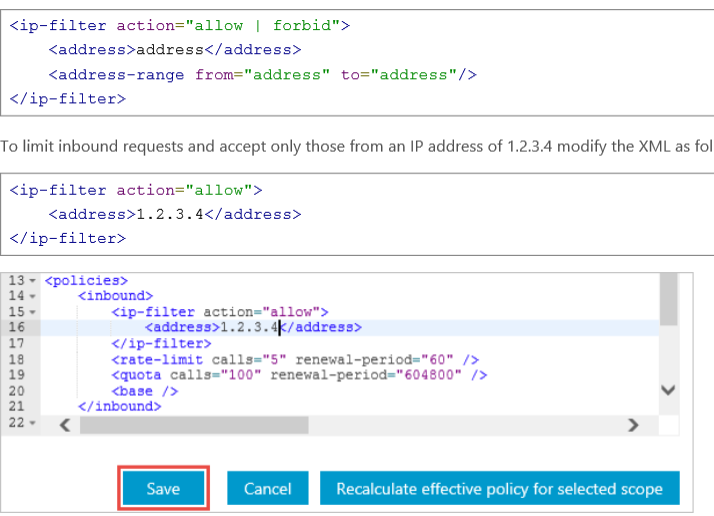 <ip-filter action="allow | forbid">
    <address>address</address>
    <address-range from="address" to="address"/>
</ip-filter>
To limit inbound requests and accept only those from an IP address of 1.2.3.4 modify the XML as fol
<ip-filter action="allow">
    <address>1.2.3.4</address>
</ip-filter>
13 <policies>
14     <inbound>
15         <ip-filter action="allow">
16             <address>1.2.3.4</address>
17         </ip-filter>
18         <rate-limit calls="5" renewal-period="60" />
19         <quota calls="100" renewal-period="604800" />
20         <base />
21     </inbound>
22
Save Cancel Recalculate effective policy for selected scope